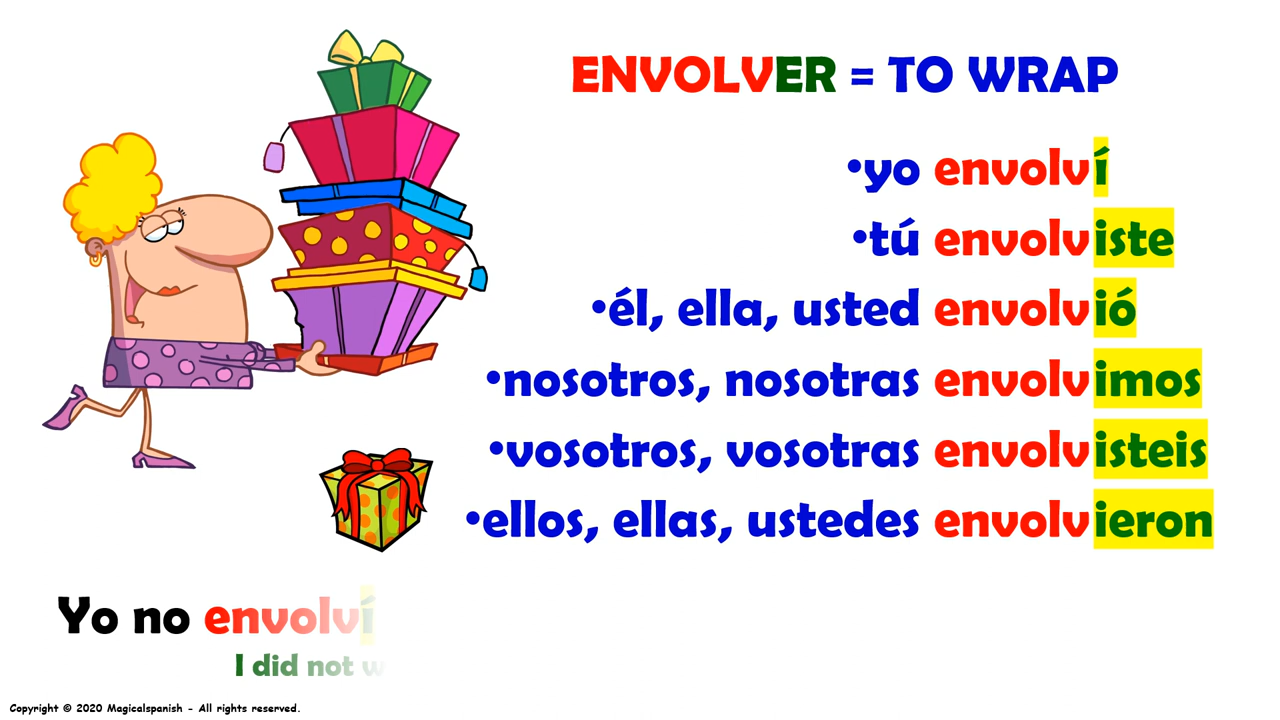 ENVOLVER = TO WRAP
•yo envolví
•tú envolviste
•él, ella, usted envolvió
•nosotros, nosotras envolvimos
•vosotros, vosotras envolvisteis
•ellos, ellas, ustedes envolvieron
Yo no envolví
I did not w
Copyright © 2020 Magicalspanish - All rights reserved.